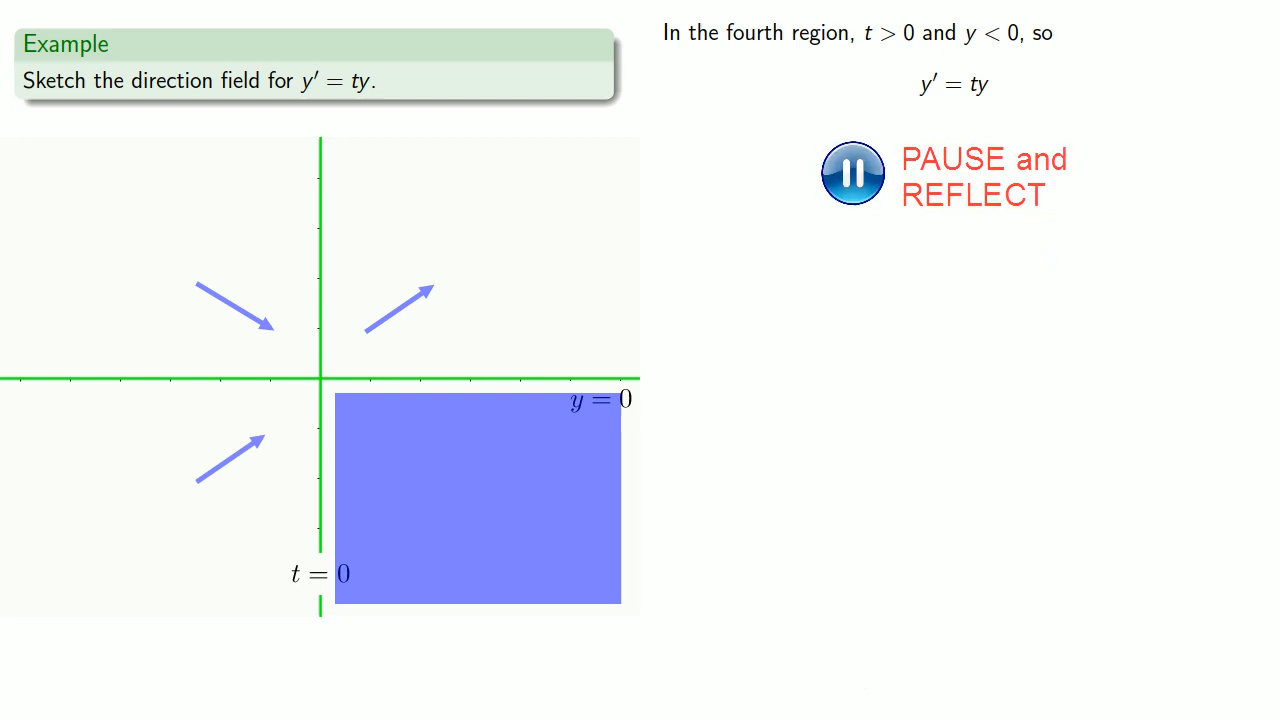 Example
Sketch the direction field for y′ = ty.
In the fourth region, t > 0 and y < 0, so
y′ = ty
PAUSE and
REFLECT
y = 0
t = 0